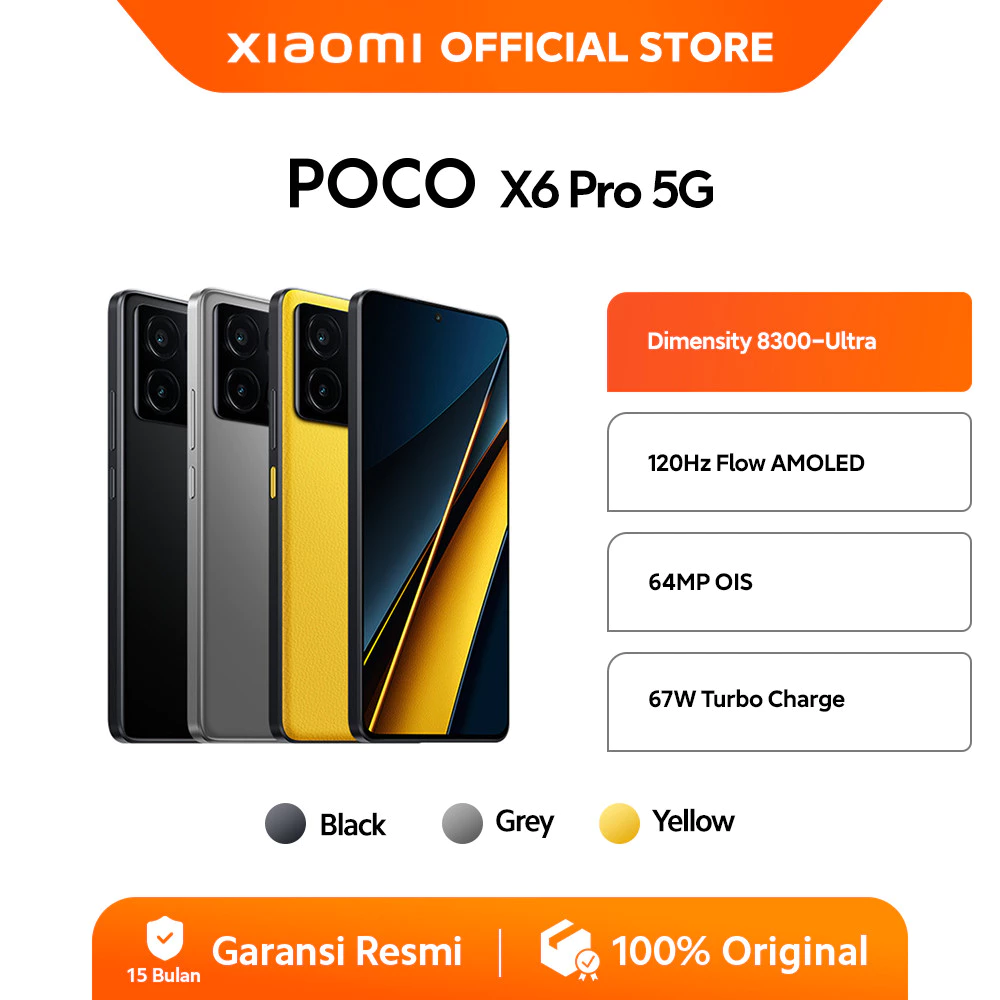 xiaomi OFFICIAL STORE
POCO X6 Pro 5G
Dimensity 8300-Ultra
120Hz Flow AMOLED
64MP OIS
67W Turbo Charge
Black Grey Yellow
15 Bulan Garansi Resmi 100% Original